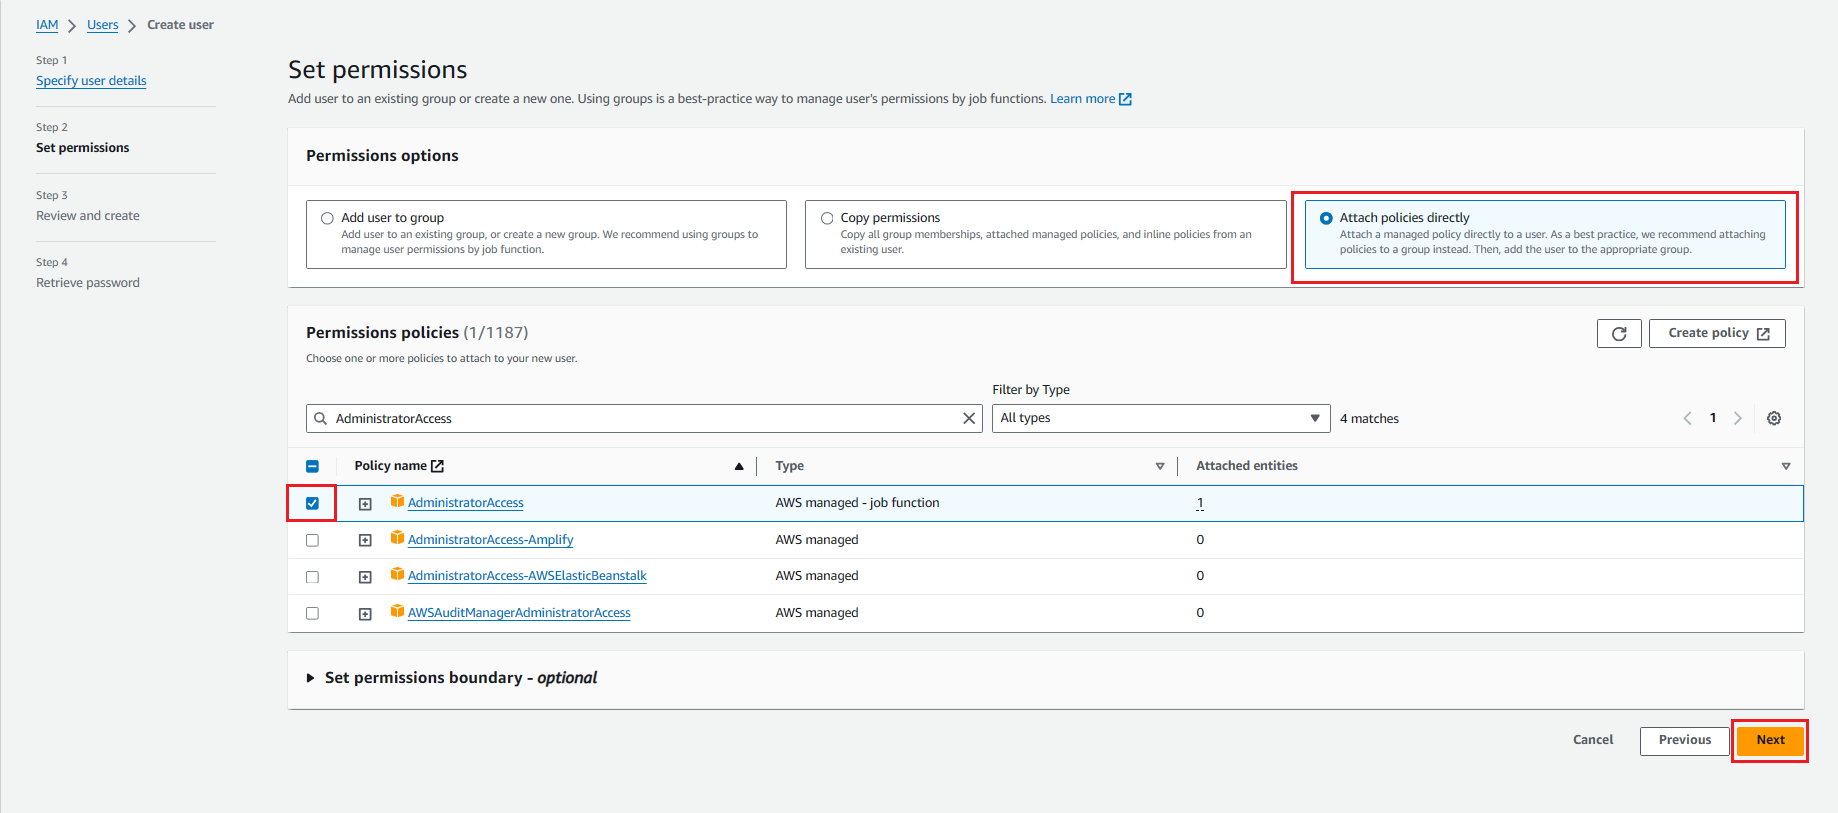 IAM > Users > Create user
Step 1
Specify user details
Step 2
Set permissions
Step 3
Review and create
Step 4
Retrieve password
Set permissions
Add user to an existing group or create a new one. Using groups is a best-practice way to manage user's permissions by job functions. Learn more
Permissions options
Add user to group
Add user to an existing group, or create a new group. We recommend using groups to
manage user permissions by job function.
Copy permissions
Copy all group memberships, attached managed policies, and inline policies from an
existing user.
Attach policies directly
Attach a managed policy directly to a user. As a best practice, we recommend attaching
policies to a group instead. Then, add the user to the appropriate group.
Permissions policies (1/1187)
Create policy
Choose one or more policies to attach to your new user.
Filter by Type
AdministratorAccess
All types
4 matches
1
Policy name Type Attached entities
AdministratorAccess AWS managed - job function 1
AdministratorAccess-Amplify AWS managed 0
AdministratorAccess-AWSElasticBeanstalk AWS managed 0
AWSAuditManagerAdministratorAccess AWS managed 0
Set permissions boundary - optional
Cancel Previous Next